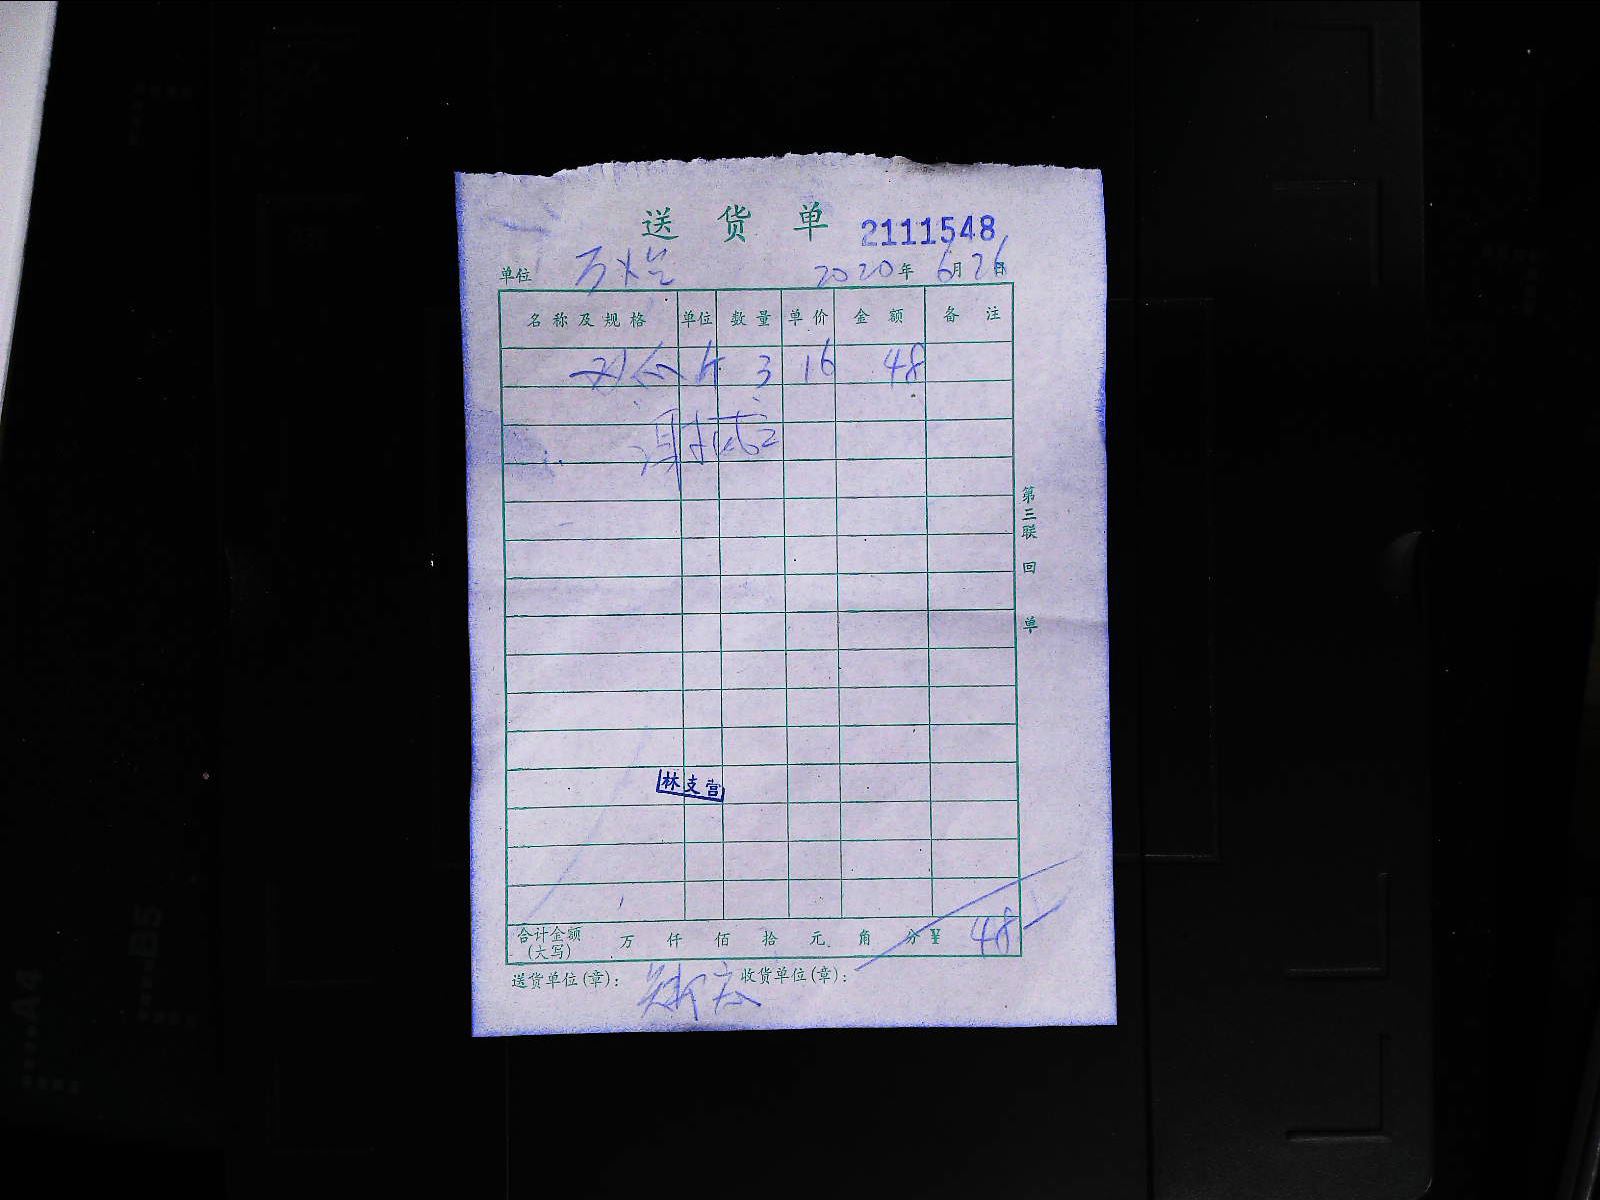 送货单 2111548
单位 万 2020年6月26日
名称及规格 单位 数量 单价 金额 备注
3 16 48
第三联 回单
林支营
合计金额(大写) 万 仟 佰 拾 元 角 分 ¥ 48
送货单位(章): 收货单位(章):